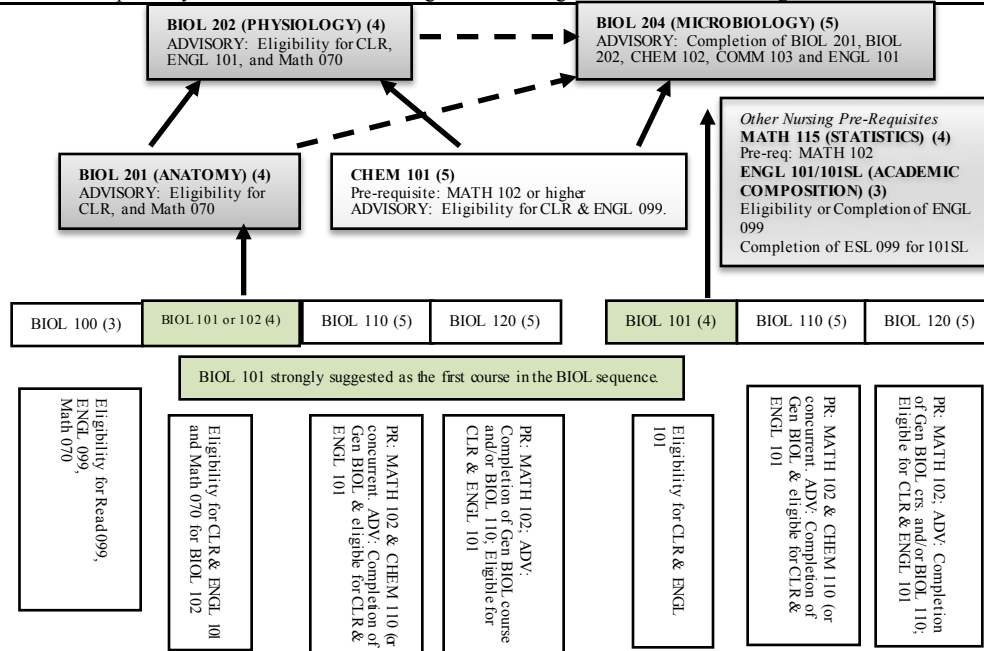 BIOL 202 (PHYSIOLOGY) (4)
ADVISORY: Eligibility for CLR,
ENGL 101, and Math 070
BIOL 204 (MICROBIOLOGY) (5)
ADVISORY: Completion of BIOL 201, BIOL
202, CHEM 102, COMM 103 and ENGL 101
Other Nursing Pre-Requisites
MATH 115 (STATISTICS) (4)
Pre-req: MATH 102
ENGL 101/101SL (ACADEMIC
COMPOSITION) (3)
Eligibility or Completion of ENGL
099
Completion of ESL 099 for 101SL
BIOL 201 (ANATOMY) (4)
ADVISORY: Eligibility for
CLR, and Math 070
CHEM 101 (5)
Pre-requisite: MATH 102 or higher
ADVISORY: Eligibility for CLR & ENGL 099.
BIOL 100 (3)
BIOL 101 or 102 (4)
BIOL 110 (5)
BIOL 120 (5)
BIOL 101 (4)
BIOL 110 (5)
BIOL 120 (5)
BIOL 101 strongly suggested as the first course in the BIOL sequence.
Eligibility for Read 099,
ENGL 099,
Math 070
Eligibility for CLR & ENGL 101
and Math 070 for BIOL 102
PR: MATH 102 & CHEM 110 (or
concurrent. ADV: Completion of
Gen BIOL & eligible for CLR &
ENGL 101
PR: MATH 102; ADV:
Completion of Gen BIOL course
and/or BIOL 110; Eligible for
CLR & ENGL 101
Eligibility for CLR & ENGL
101
PR: MATH 102 & CHEM 110 (or
concurrent. ADV: Completion of
Gen BIOL & eligible for CLR &
ENGL 101
PR: MATH 102; ADV: Completion
of Gen BIOL crs. and/or BIOL 110;
Eligible for CLR & ENGL 101